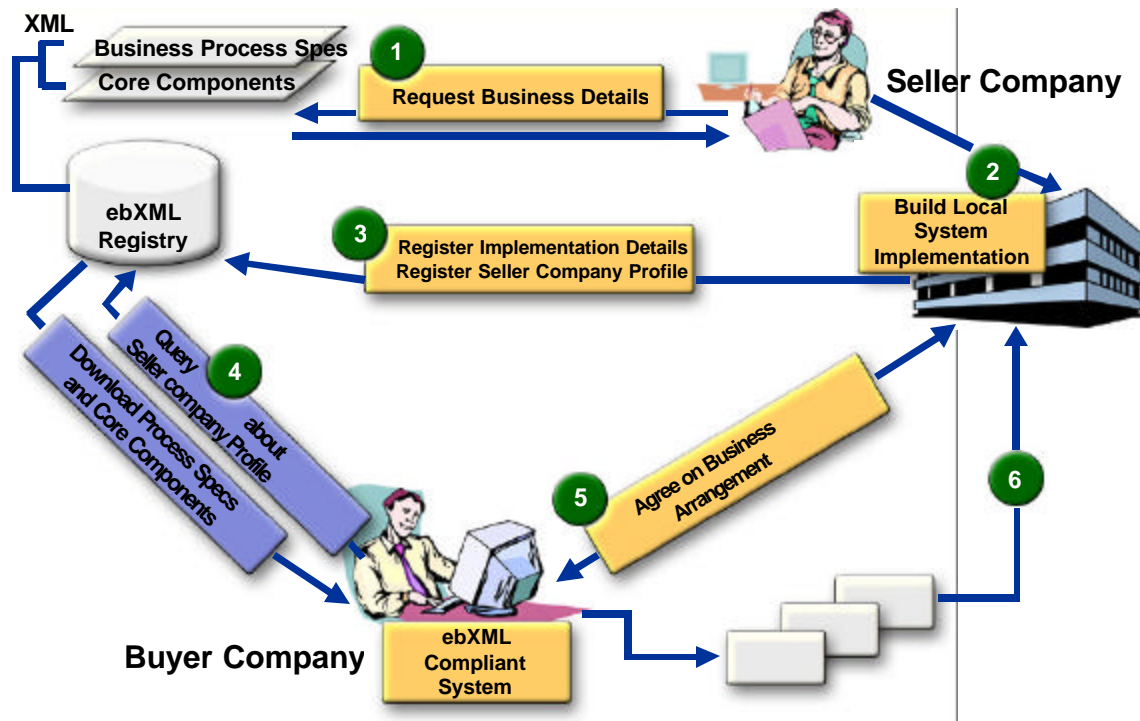 XML
Business Process Spes
Core Components
1
Request Business Details
Seller Company
2
Build Local
System
Implementation
ebXML
Registry
3
Register Implementation Details
Register Seller Company Profile
Query
about
Seller company Profile
4
Download Process Specs
and Core Components
5
Agree on Business
Arrangement
6
Buyer Company
ebXML
Compliant
System